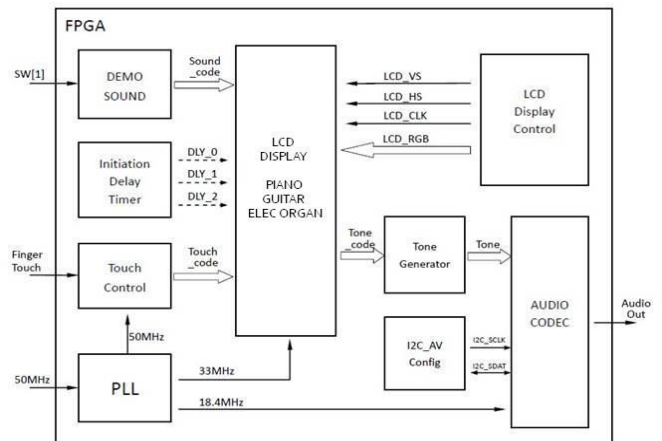 FPGA
SW[1]
DEMO
SOUND
Sound
_code
LCD_VS
LCD_HS
LCD_CLK
LCD_RGB
LCD
Display
Control
LCD
DISPLAY
PIANO
GUITAR
ELEC ORGAN
Initiation
Delay
Timer
DLY_0
DLY_1
DLY_2
Finger
Touch
Touch
Control
Touch
_code
Tone
_code
Tone
Generator
Tone
AUDIO
CODEC
Audio
Out
I2C_AV
Config
I2C_SCLK
I2C_SDAT
50MHz
50MHz
PLL
33MHz
18.4MHz